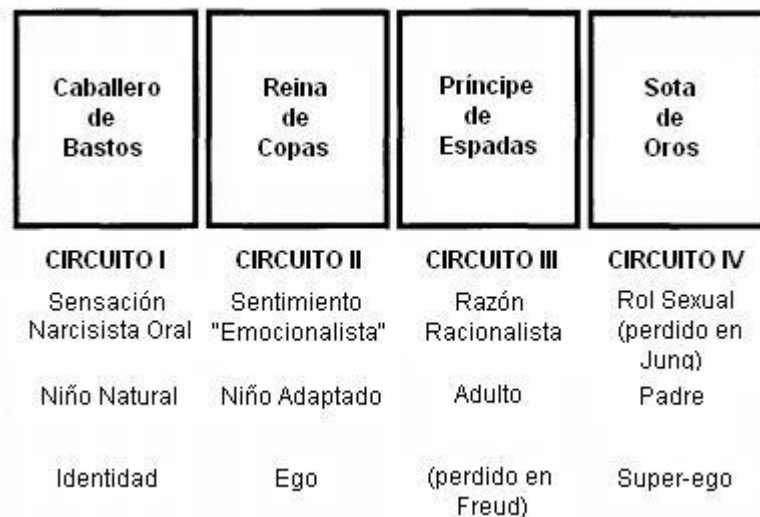 Caballero
de
Bastos
Reina
de
Copas
Príncipe
de
Espadas
Sota
de
Oros
CIRCUITO I
CIRCUITO II
CIRCUITO III
CIRCUITO IV
Sensación
Narcisista Oral
Sentimiento
"Emocionalista"
Razón
Racionalista
Rol Sexual
(perdido en
Jung)
Niño Natural
Niño Adaptado
Adulto
Padre
Identidad
Ego
(perdido en
Freud)
Super-ego